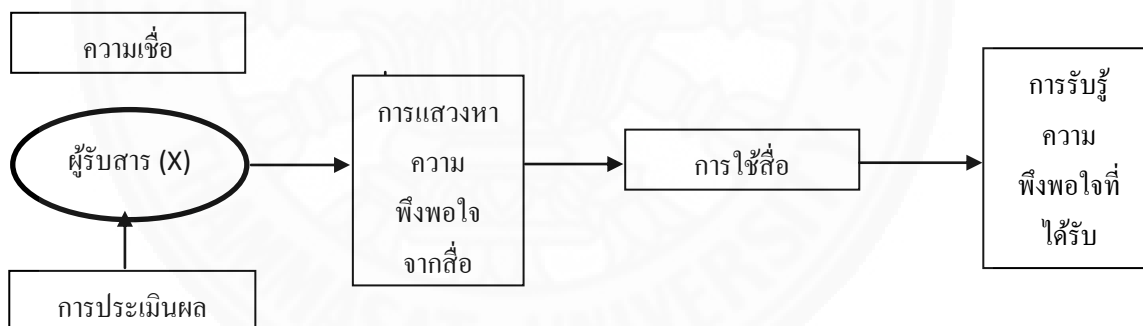 ความเชื่อ
ผู้รับสาร (X)
การประเมินผล
การแสวงหา
ความ
พึงพอใจ
จากสื่อ
การใช้สื่อ
การรับรู้
ความ
พึงพอใจที่
ได้รับ